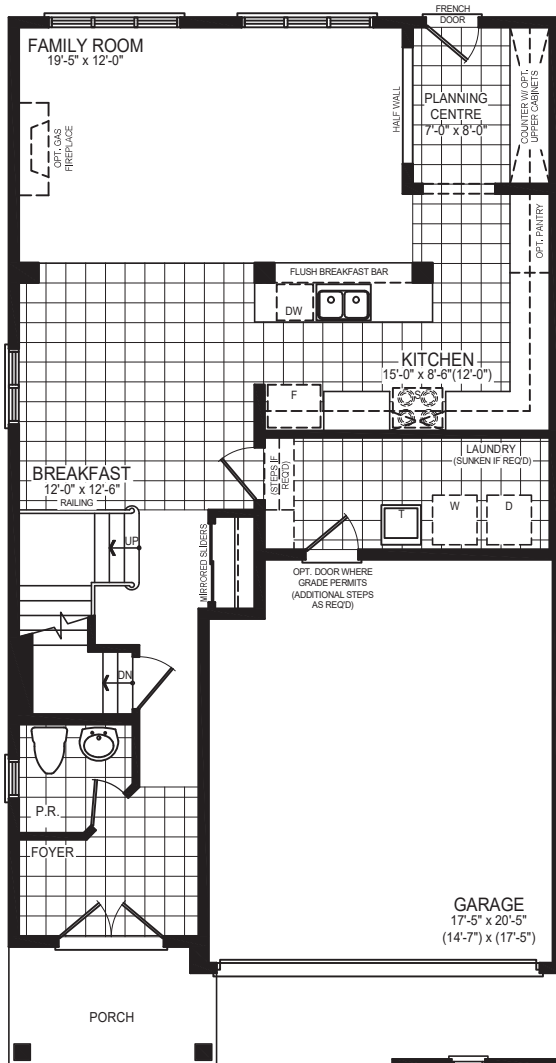 FRENCH
DOOR
FAMILY ROOM
19'-5" x 12'-0"
PLANNING
CENTRE
7'-0" x 8'-0"
HALF WALL
COUNTER W/ OPT.
UPPER CABINETS
OPT. GAS
FIREPLACE
OPT. PANTRY
FLUSH BREAKFAST BAR
DW
KITCHEN
15'-0" x 8'-6"(12'-0")
F
S
BREAKFAST
12'-0" x 12'-6"
RAILING
(STEPS IF
REQ'D)
LAUNDRY
(SUNKEN IF REQ'D)
T
W
D
UP
MIRRORED SLIDERS
OPT. DOOR WHERE
GRADE PERMITS
(ADDITIONAL STEPS
AS REQ'D)
DN
P.R.
FOYER
GARAGE
17'-5" x 20'-5"
(14'-7") x (17'-5")
PORCH